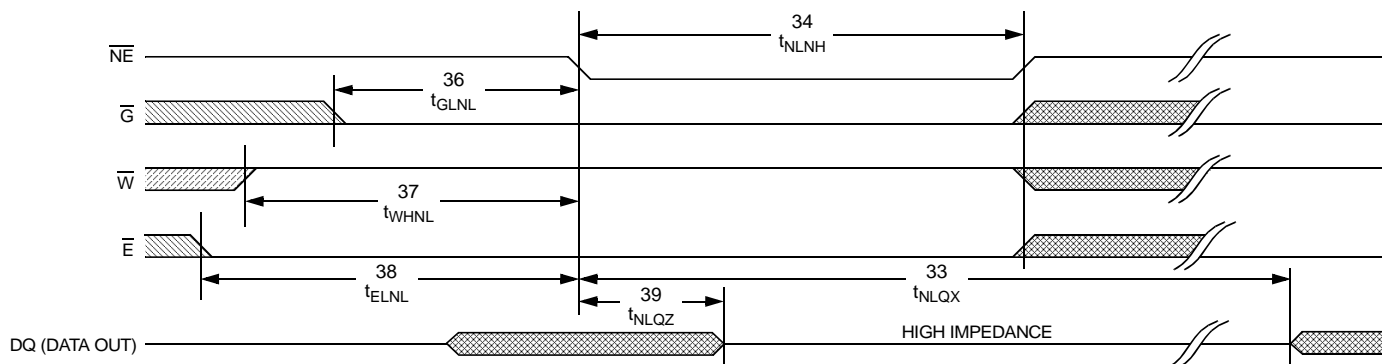 34
NE
tNLNH
36
tGLNL
G
37
W
tWHNL
E
38
33
tELNL
tNLQX
39
tNLQZ
DQ (DATA OUT)
HIGH IMPEDANCE